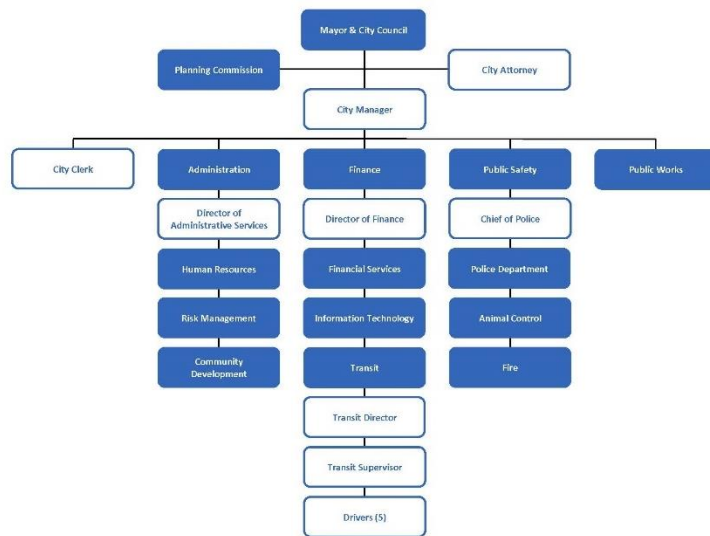 Mayor & City Council
Planning Commission
City Attorney
City Manager
City Clerk
Administration
Finance
Public Safety
Public Works
Director of
Administrative Services
Director of Finance
Chief of Police
Human Resources
Financial Services
Police Department
Risk Management
Information Technology
Animal Control
Community
Development
Transit
Fire
Transit Director
Transit Supervisor
Drivers (5)